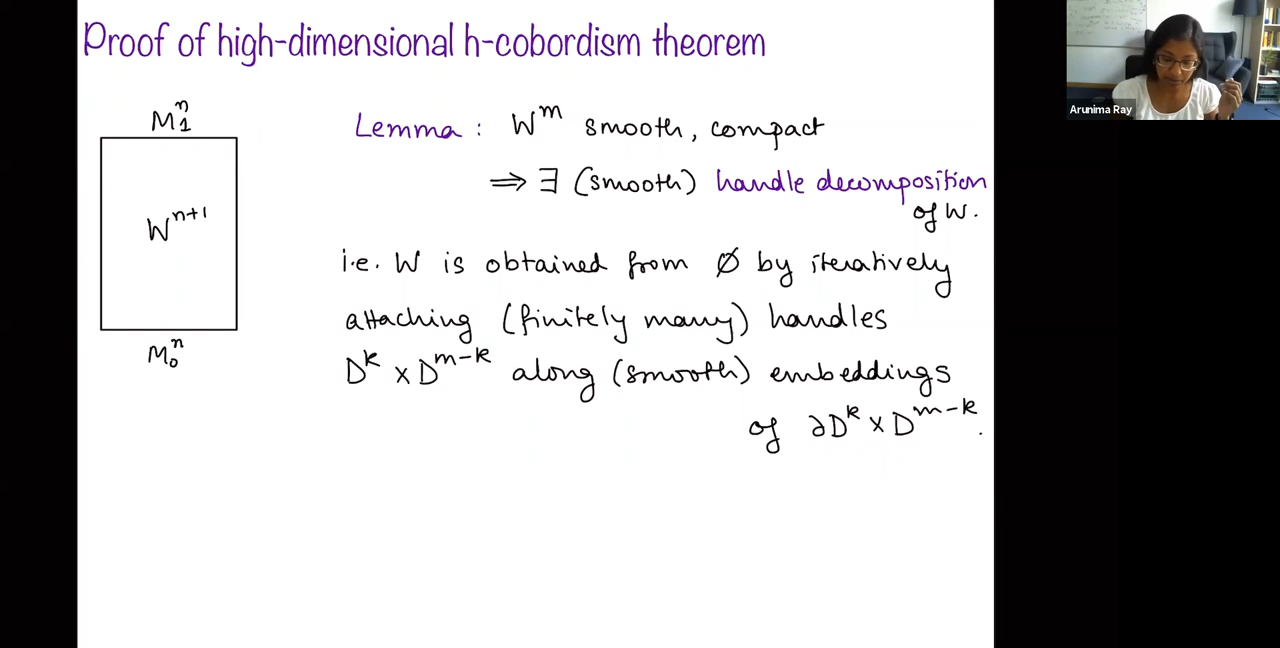 Proof of high-dimensional h-cobordism theorem
M₁ⁿ
Wⁿ⁺¹
M₀ⁿ
Lemma : Wᵐ smooth, compact
⟹ ∃ (smooth) handle decomposition
of W.
i.e. W is obtained from ∅ by iteratively
attaching (finitely many) handles
Dᵏ × Dᵐ⁻ᵏ along (smooth) embeddings
of ∂Dᵏ × Dᵐ⁻ᵏ.
Arunima Ray